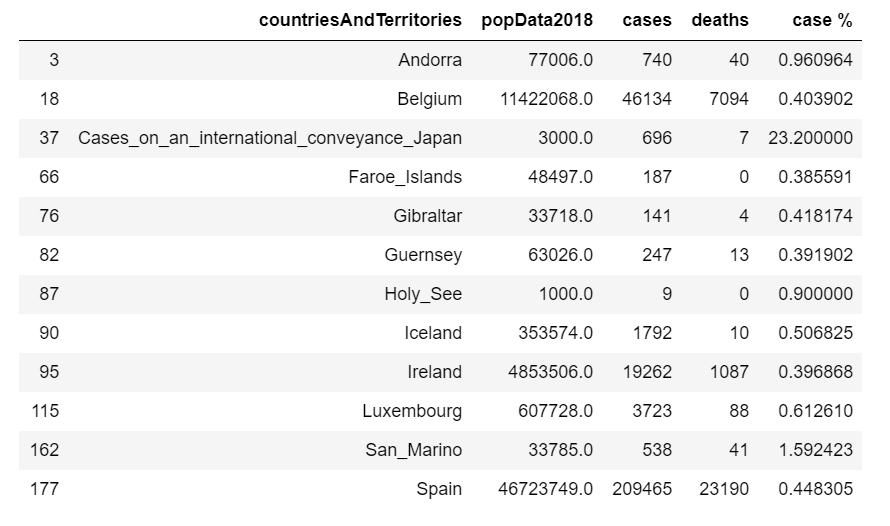 countriesAndTerritories popData2018 cases deaths case %
3 Andorra 77006.0 740 40 0.960964
18 Belgium 11422068.0 46134 7094 0.403902
37 Cases_on_an_international_conveyance_Japan 3000.0 696 7 23.200000
66 Faroe_Islands 48497.0 187 0 0.385591
76 Gibraltar 33718.0 141 4 0.418174
82 Guernsey 63026.0 247 13 0.391902
87 Holy_See 1000.0 9 0 0.900000
90 Iceland 353574.0 1792 10 0.506825
95 Ireland 4853506.0 19262 1087 0.396868
115 Luxembourg 607728.0 3723 88 0.612610
162 San_Marino 33785.0 538 41 1.592423
177 Spain 46723749.0 209465 23190 0.448305